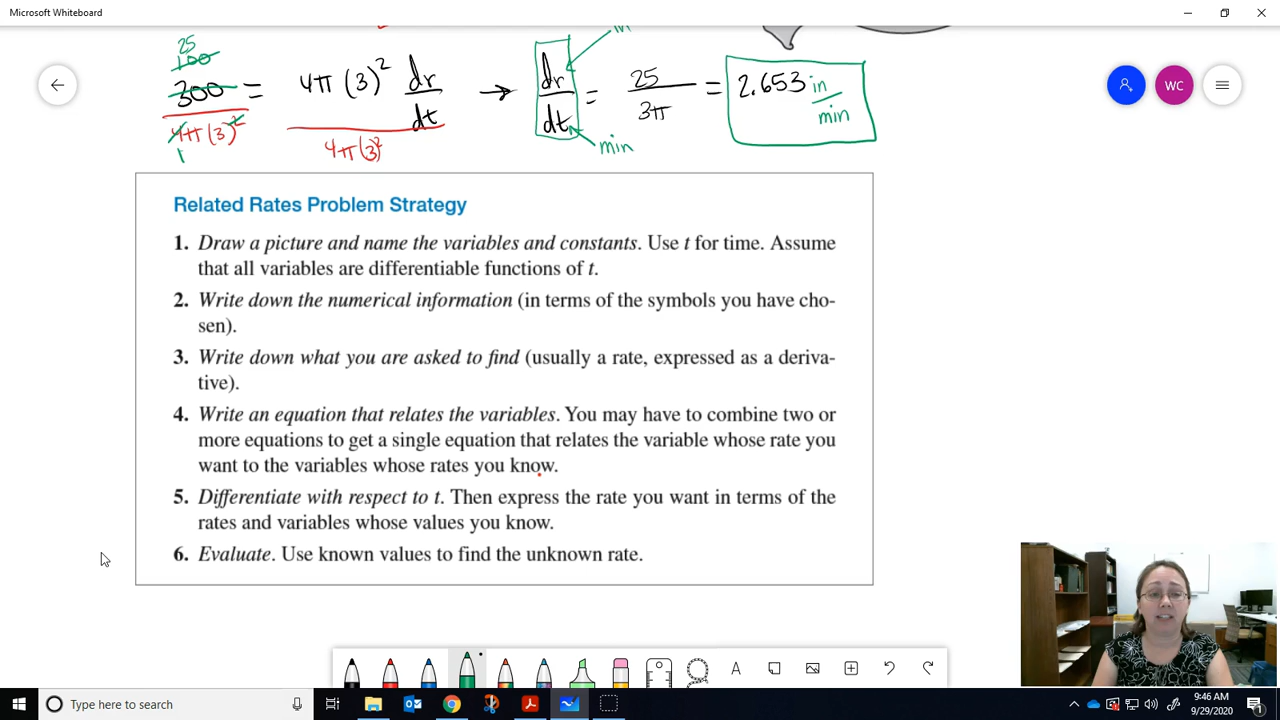 Microsoft Whiteboard
25
100
300 = 4π (3)² dr/dt → dr/dt = 25/3π = 2.653 in/min
4π (3)²
4π (3)²
1
min
WC
Related Rates Problem Strategy
1. Draw a picture and name the variables and constants. Use t for time. Assume
that all variables are differentiable functions of t.
2. Write down the numerical information (in terms of the symbols you have cho-
sen).
3. Write down what you are asked to find (usually a rate, expressed as a deriva-
tive).
4. Write an equation that relates the variables. You may have to combine two or
more equations to get a single equation that relates the variable whose rate you
want to the variables whose rates you know.
5. Differentiate with respect to t. Then express the rate you want in terms of the
rates and variables whose values you know.
6. Evaluate. Use known values to find the unknown rate.
A
Type here to search
9:46 AM
9/29/2020